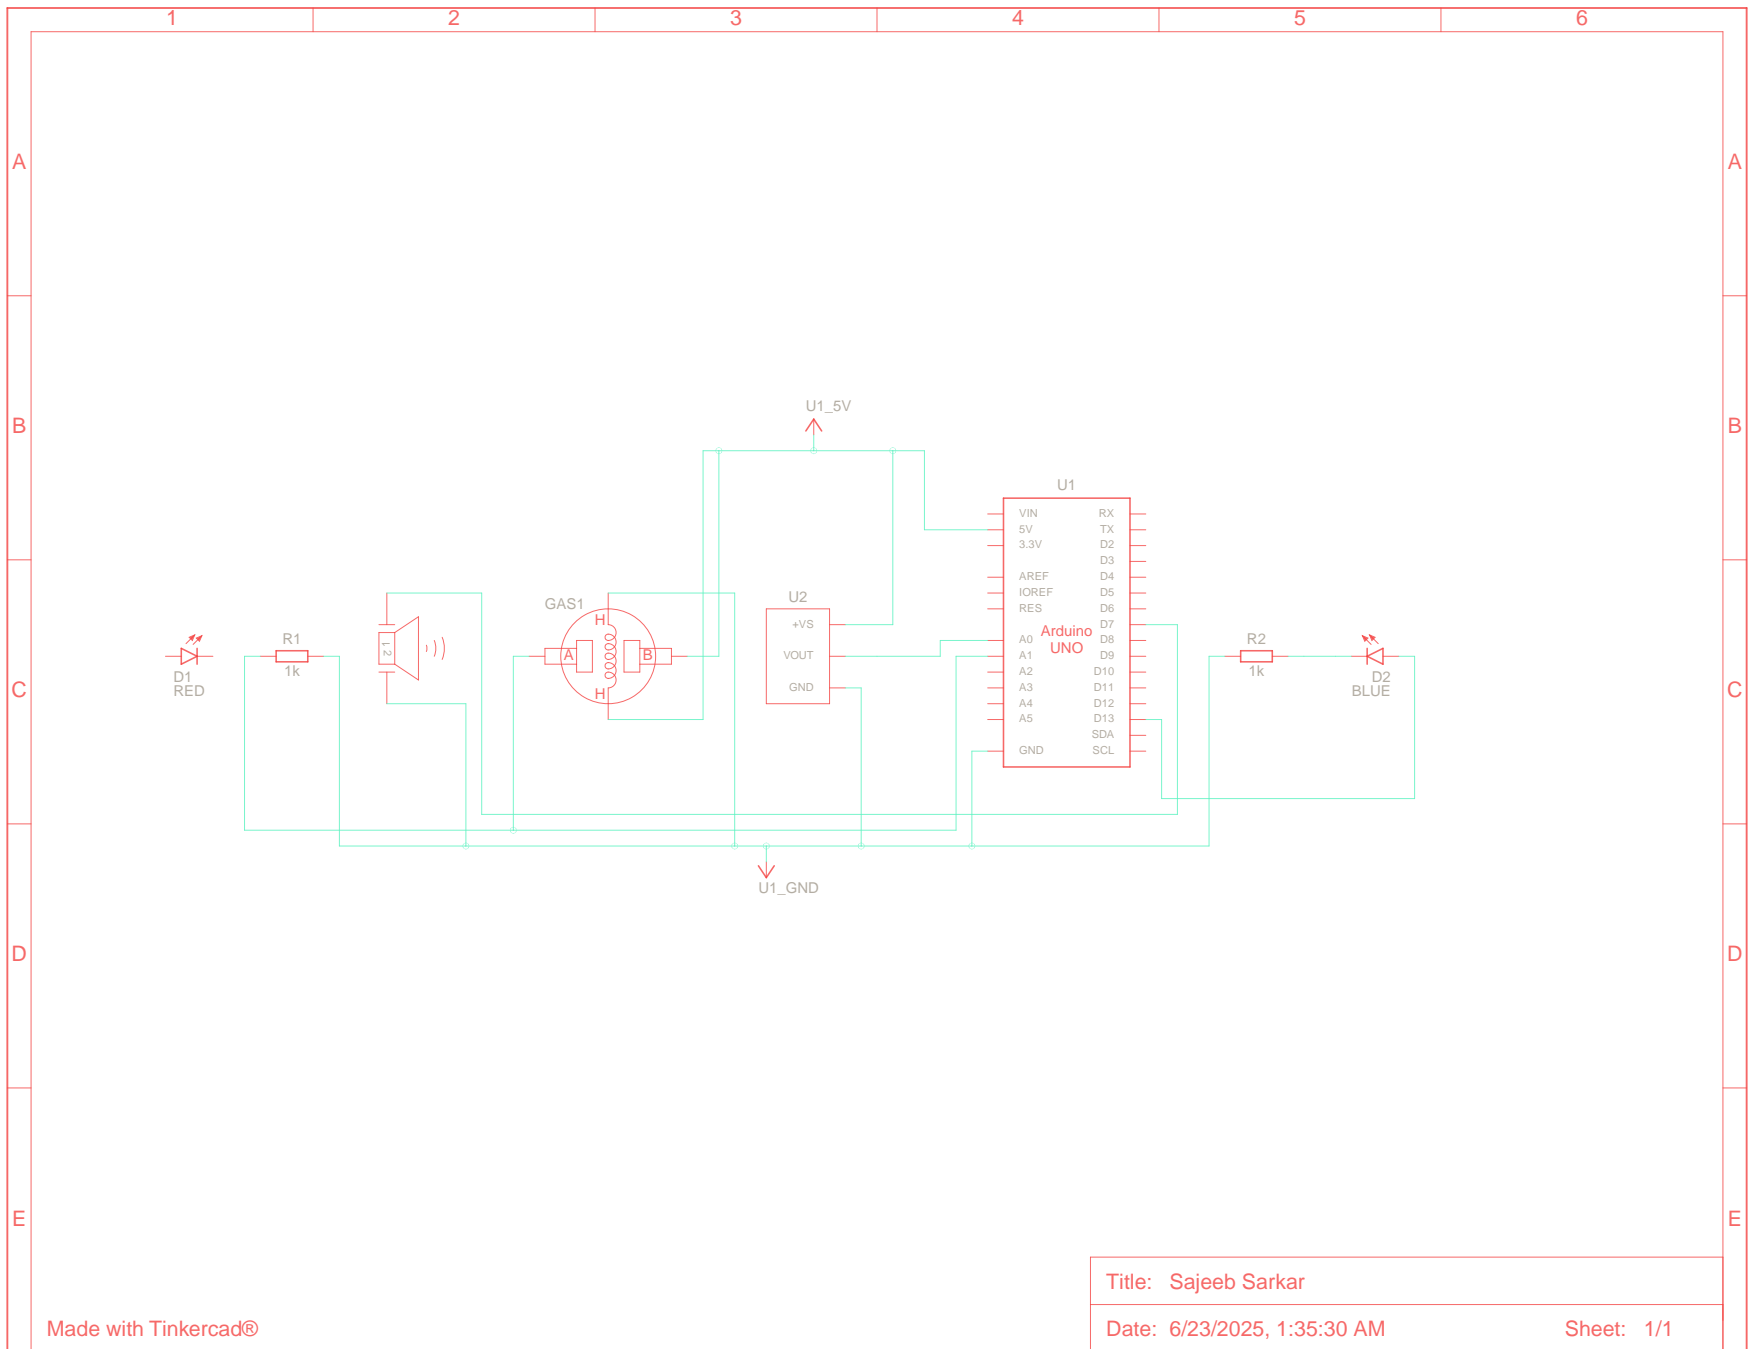 1 2 3 4 5 6
A A
B B
U1_5V
U1
VIN RX
5V TX
3.3V D2
D3
AREF D4
IOREF D5
RES D6
D7
A0 D8
A1 D9
A2 D10
A3 D11
A4 D12
A5 D13
SDA
GND SCL
Arduino
UNO
GAS1
H
A B
H
U2
+VS
VOUT
GND
R1
1k
1 2
D1
RED
R2
1k
D2
BLUE
C C
U1_GND
D D
E E
Title: Sajeeb Sarkar
Made with Tinkercad®
Date: 6/23/2025, 1:35:30 AM Sheet: 1/1